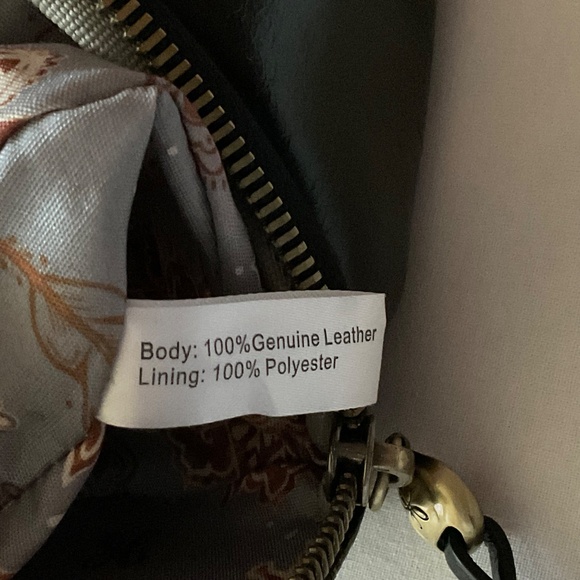 Body: 100%Genuine Leather
Lining: 100% Polyester